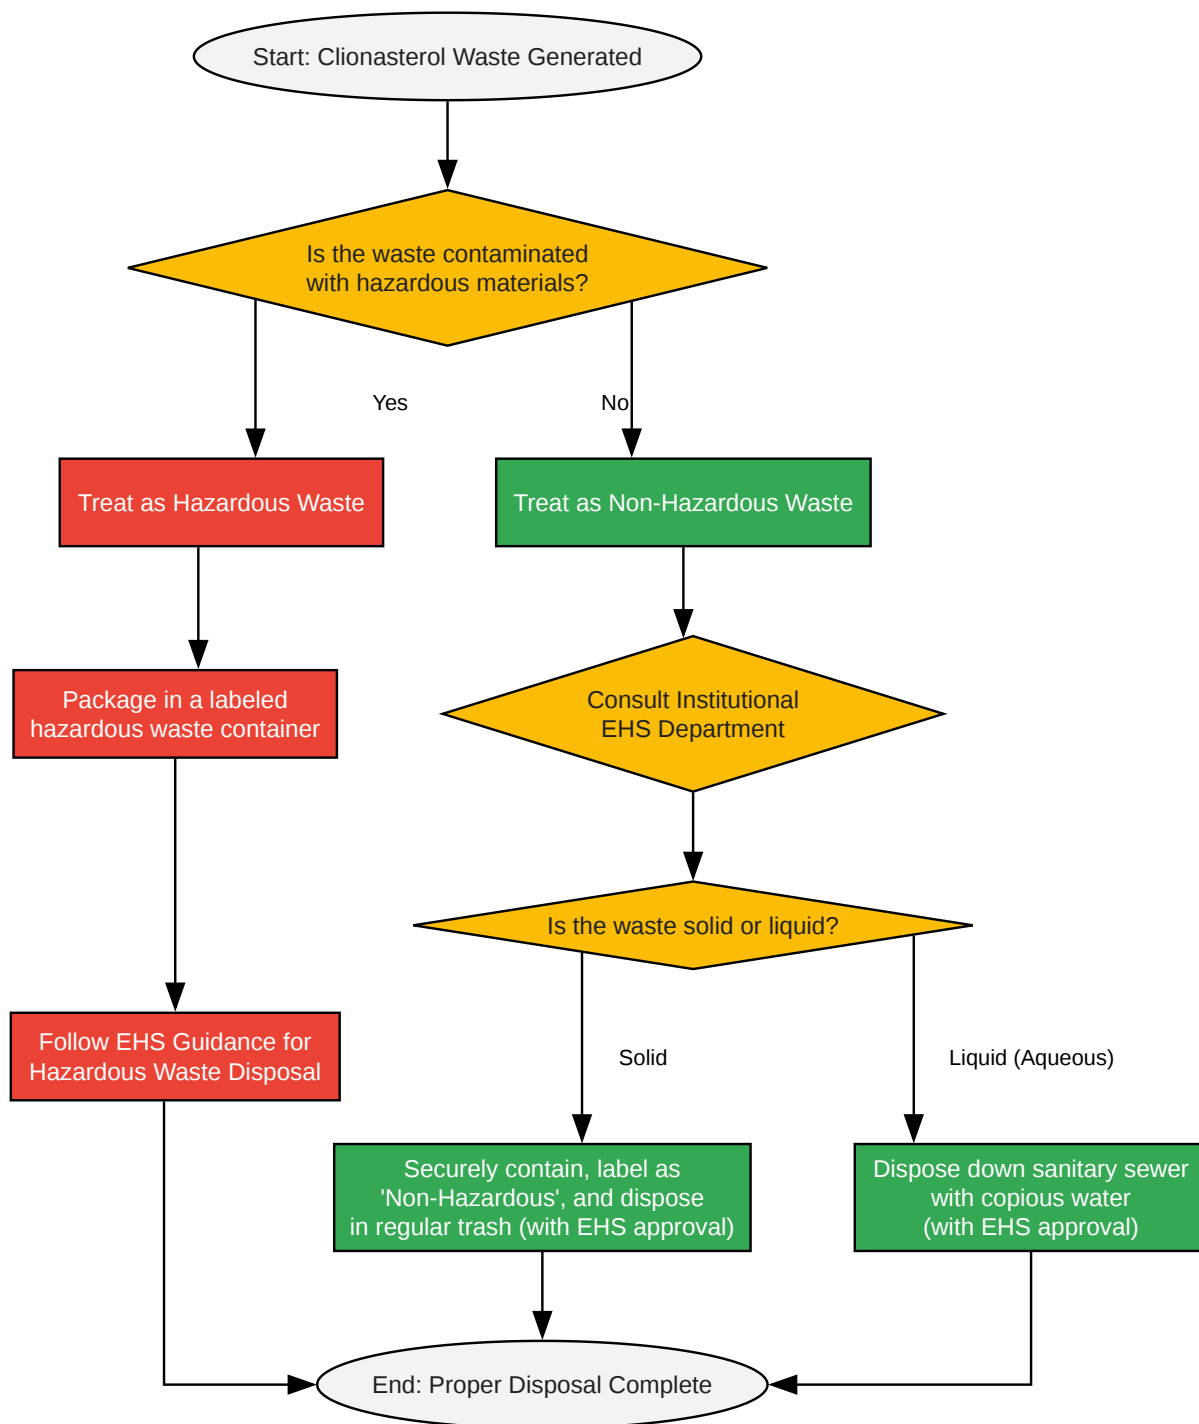 Start: Clionasterol Waste Generated
Is the waste contaminated
with hazardous materials?
Yes
No
Treat as Hazardous Waste
Treat as Non-Hazardous Waste
Package in a labeled
hazardous waste container
Consult Institutional
EHS Department
Is the waste solid or liquid?
Follow EHS Guidance for
Hazardous Waste Disposal
Solid
Liquid (Aqueous)
Securely contain, label as
'Non-Hazardous', and dispose
in regular trash (with EHS approval)
Dispose down sanitary sewer
with copious water
(with EHS approval)
End: Proper Disposal Complete